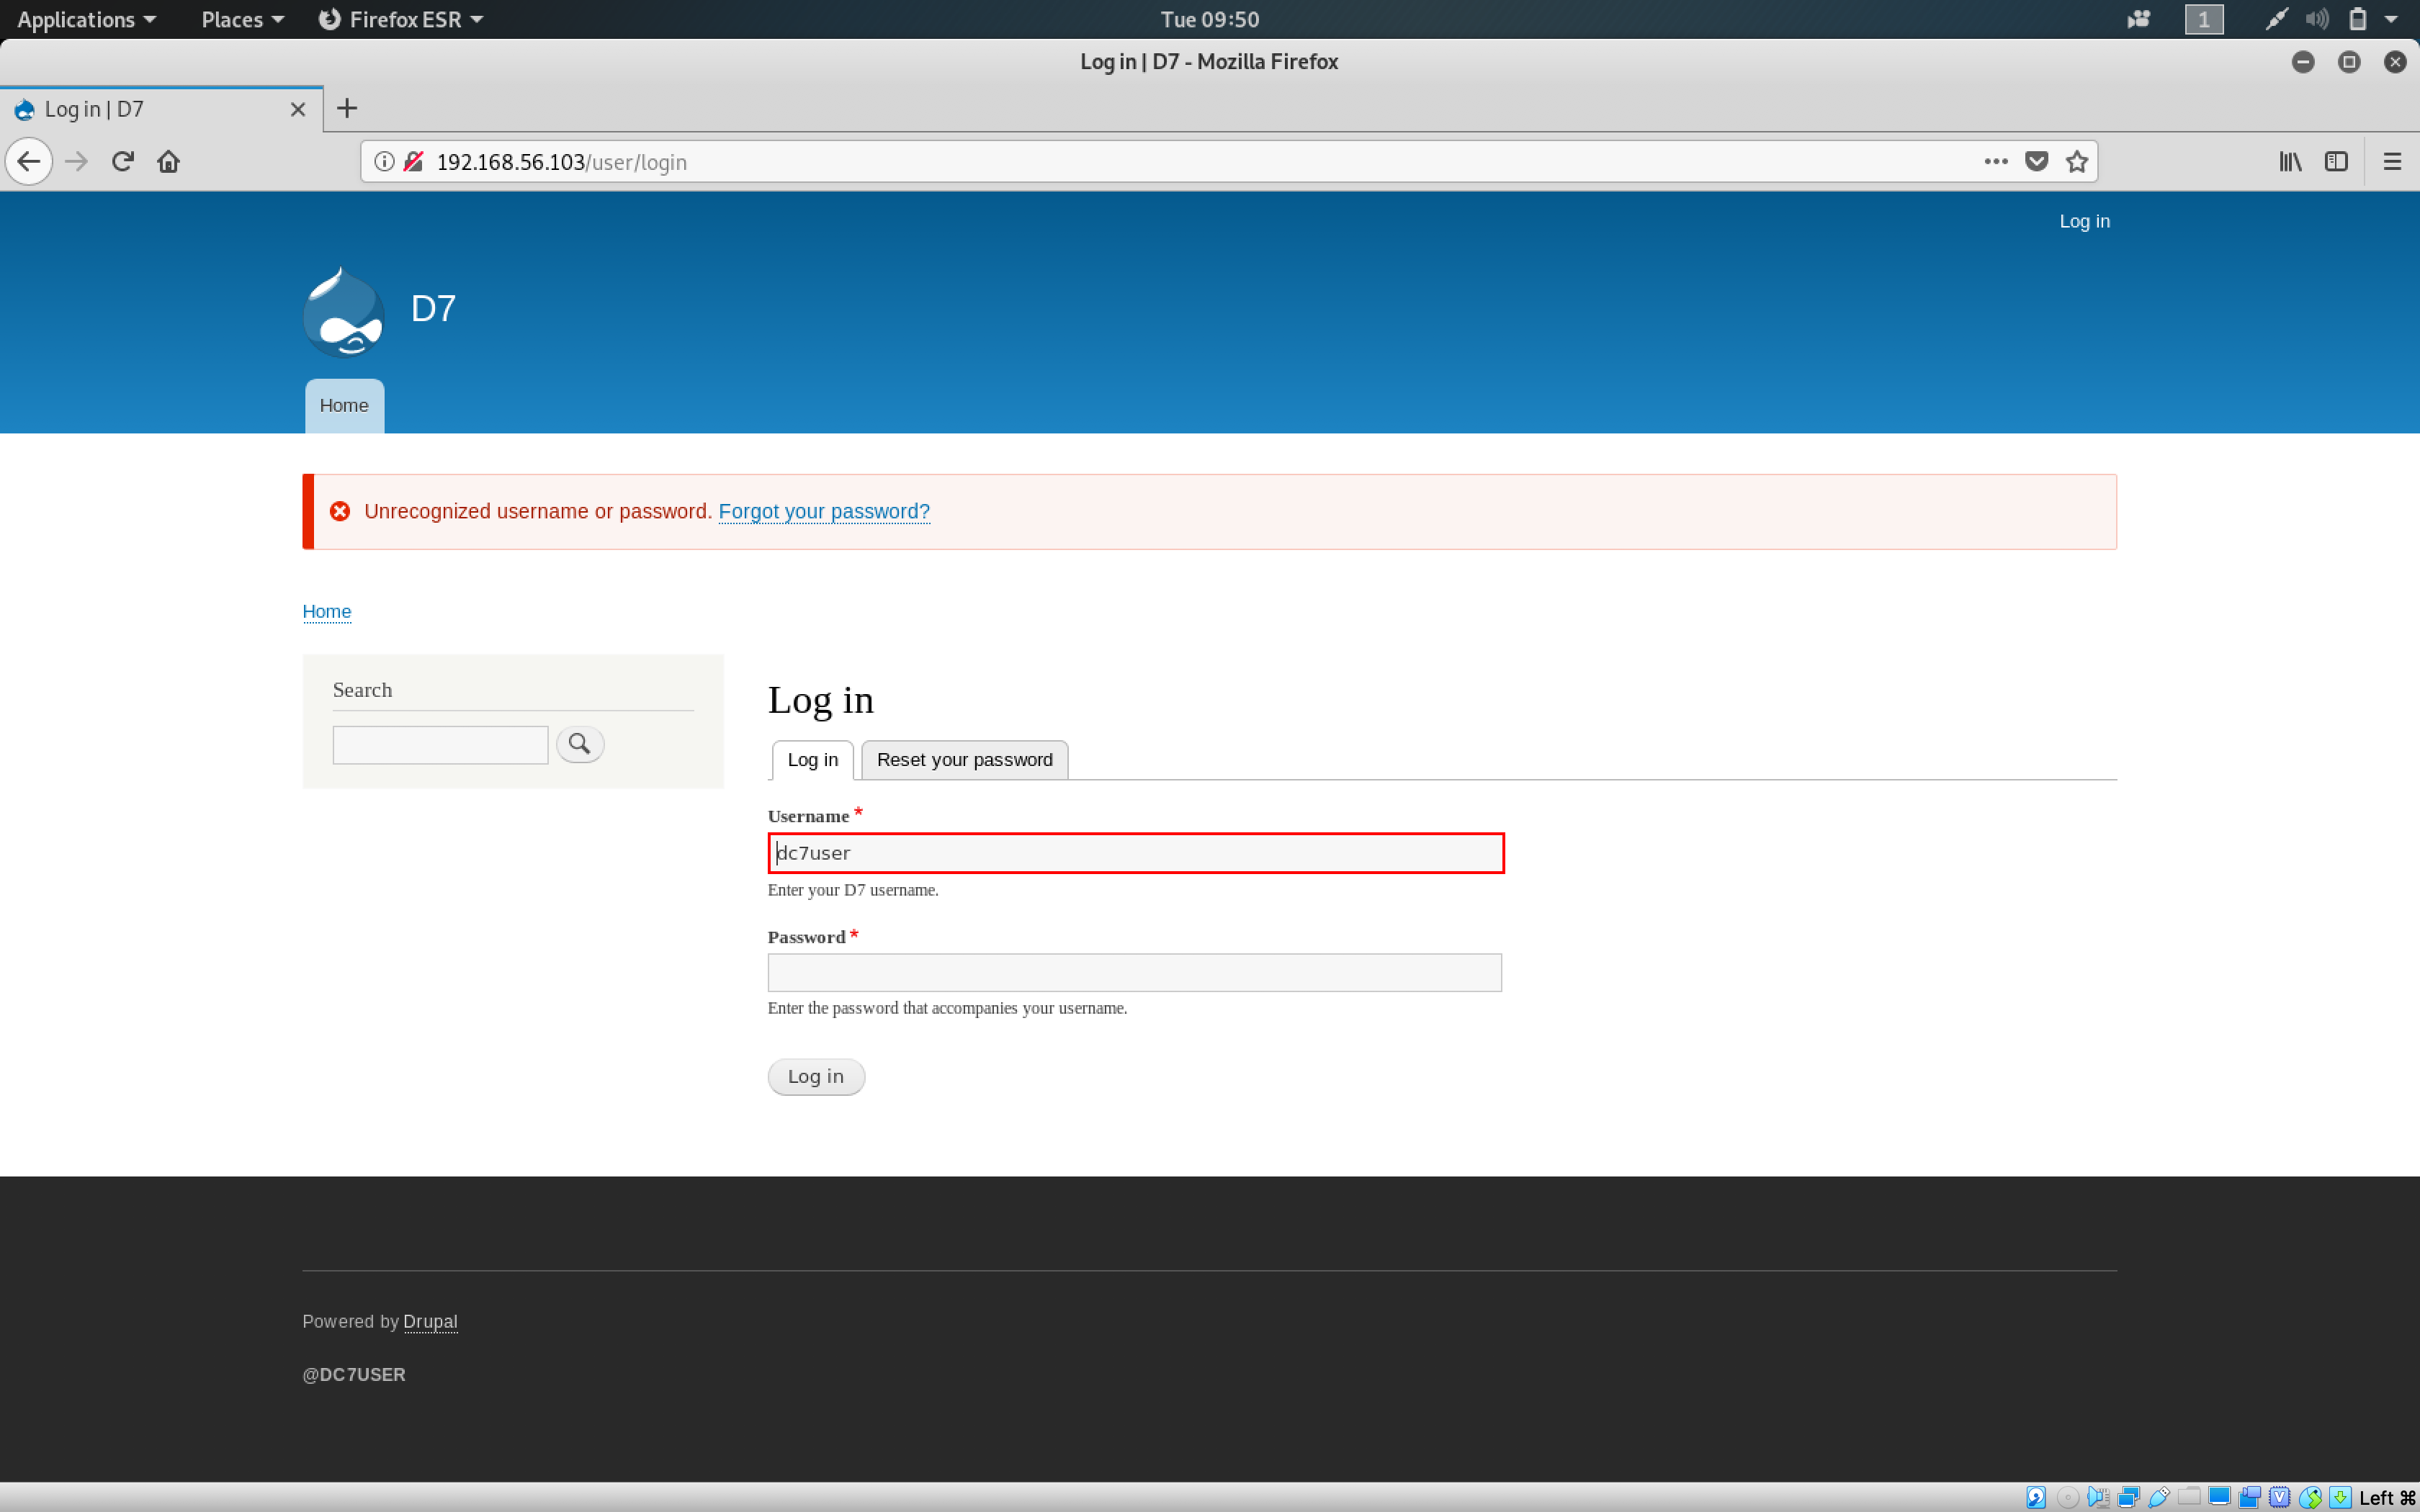 Applications Places Firefox ESR Tue 09:50 1
Log in | D7 - Mozilla Firefox
Log in | D7
192.168.56.103/user/login
Log in
D7
Home
Unrecognized username or password. Forgot your password?
Home
Search
Log in
Log in Reset your password
Username *
dc7user
Enter your D7 username.
Password *
Enter the password that accompanies your username.
Log in
Powered by Drupal
@DC7USER
Left ⌘